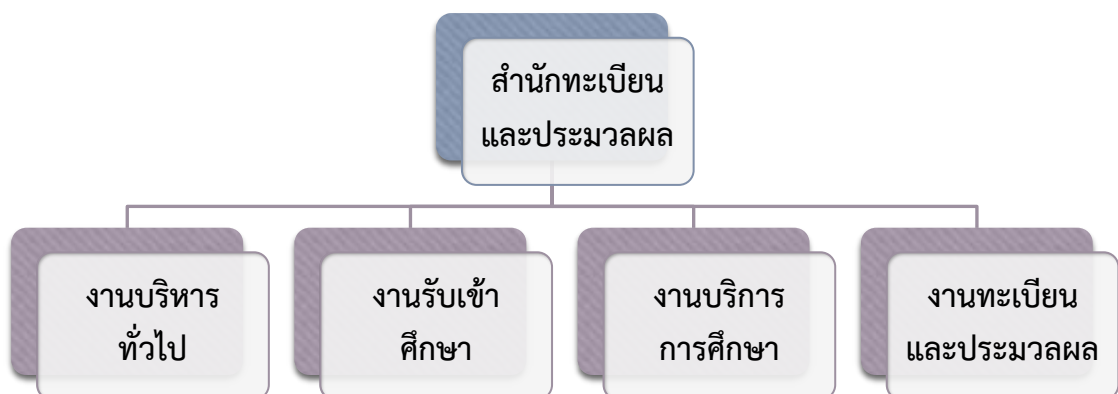 สำนักทะเบียน
และประมวลผล
งานบริหาร
ทั่วไป
งานรับเข้า
ศึกษา
งานบริการ
การศึกษา
งานทะเบียน
และประมวลผล